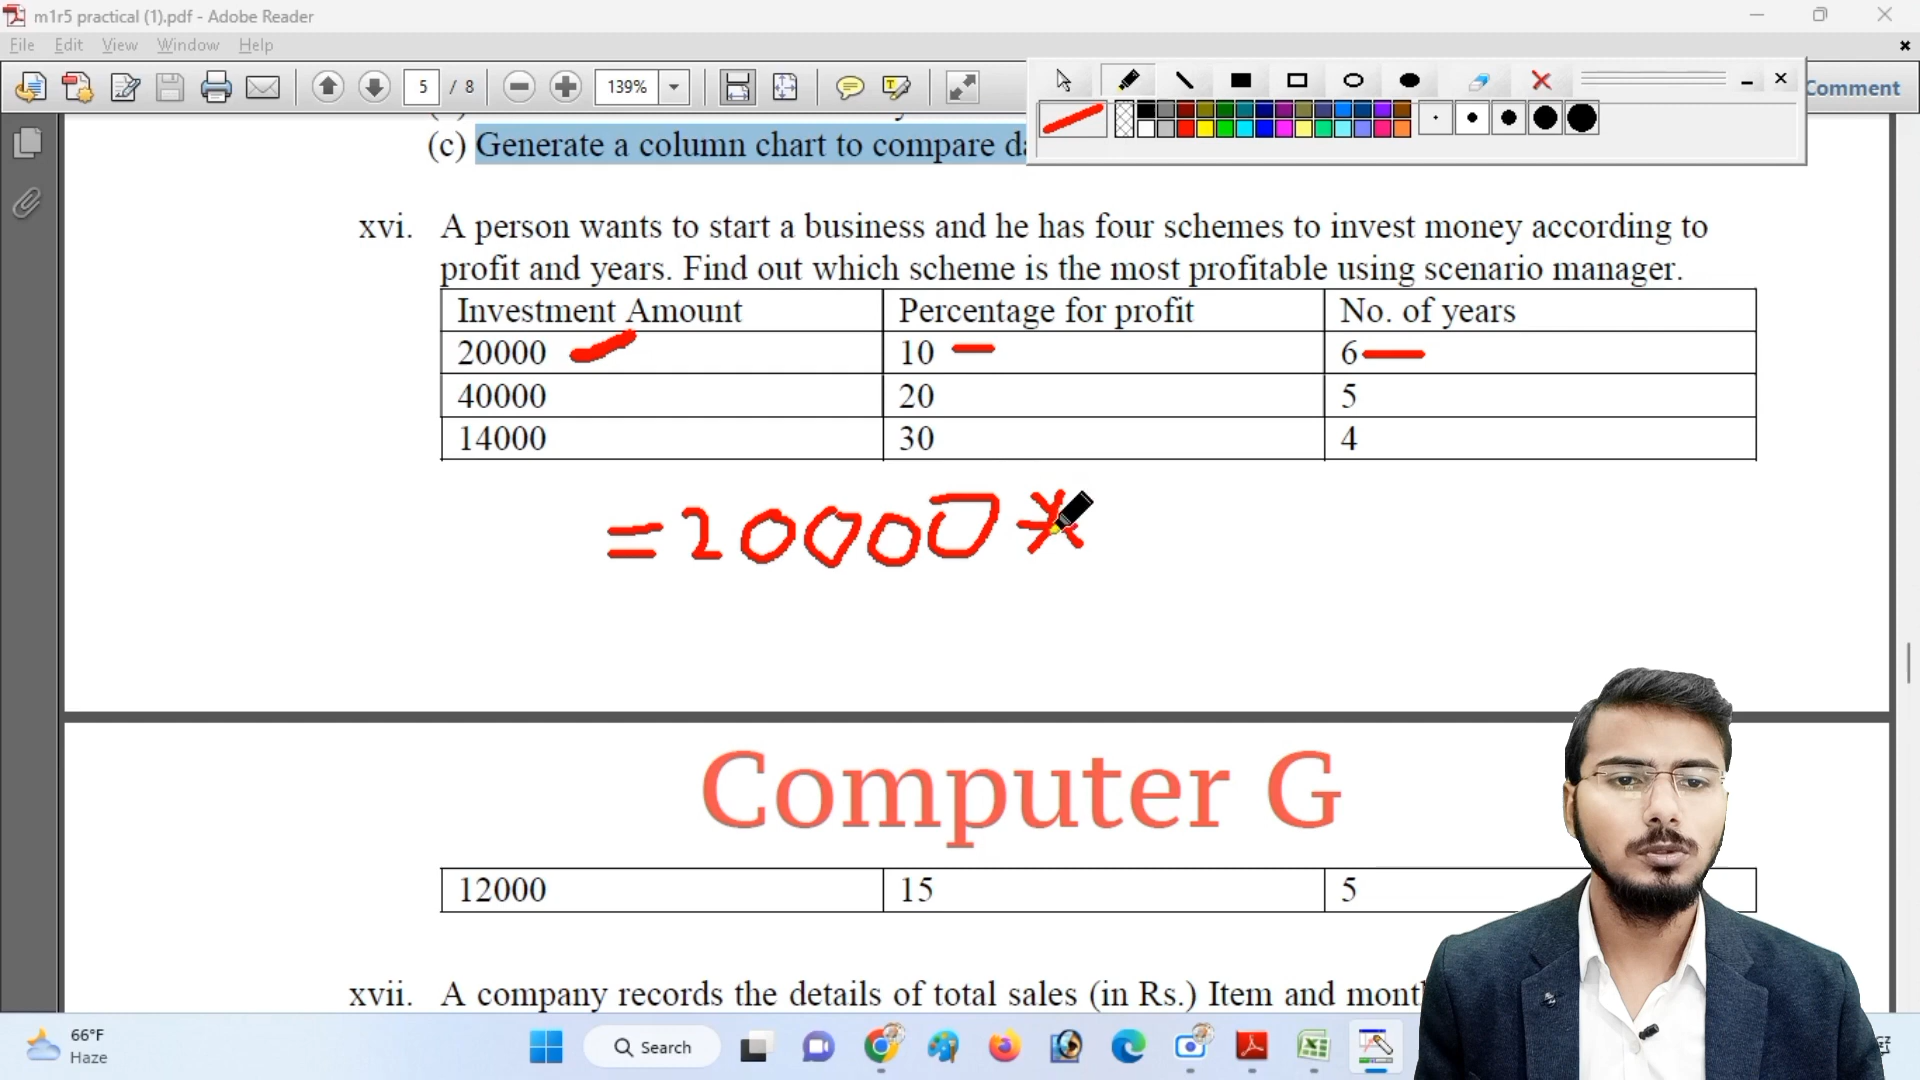 m1r5 practical (1).pdf - Adobe Reader
File Edit View Window Help
5 / 8 139% Comment
(c) Generate a column chart to compare da
xvi. A person wants to start a business and he has four schemes to invest money according to
profit and years. Find out which scheme is the most profitable using scenario manager.
Investment Amount Percentage for profit No. of years
20000 10 6
40000 20 5
14000 30 4
=20000*
Computer G
12000 15 5
xvii. A company records the details of total sales (in Rs.) Item and mont
66°F
Haze
Search